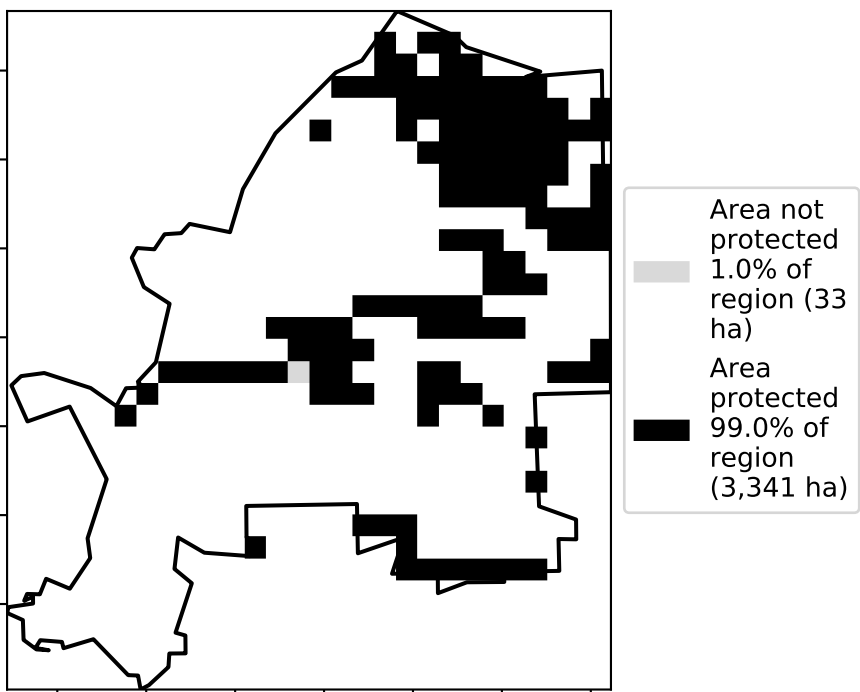 Area not
protected
1.0% of
region (33
ha)
Area
protected
99.0% of
region
(3,341 ha)